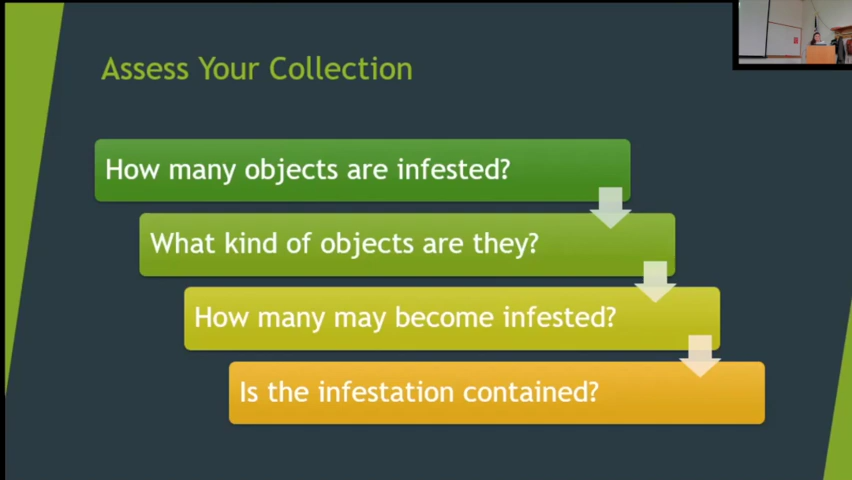 Assess Your Collection
How many objects are infested?
What kind of objects are they?
How many may become infested?
Is the infestation contained?